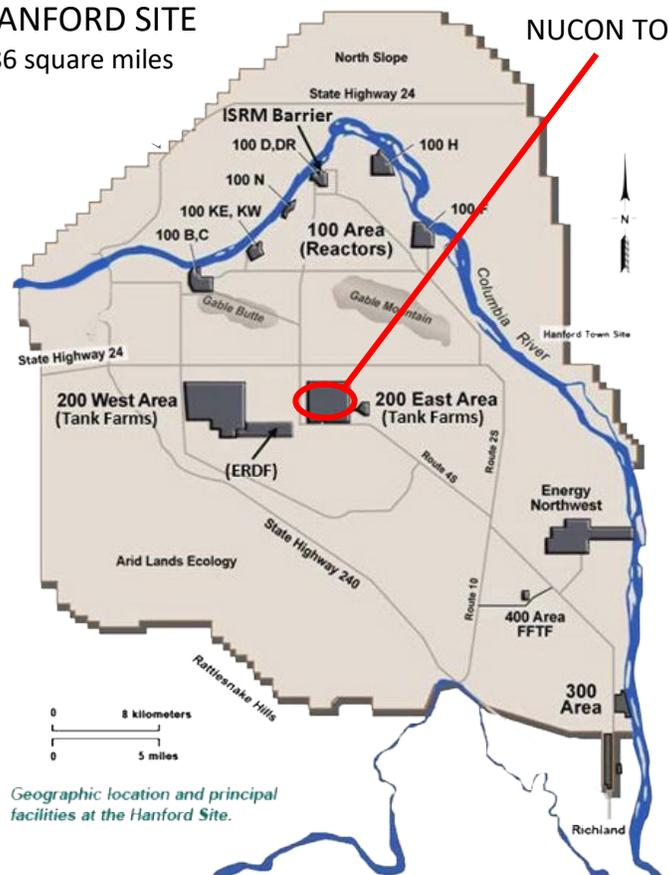 ANFORD SITE
36 square miles
NUCON TO
North Slope
State Highway 24
ISRM Barrier
100 D,DR
100 H
100 N
100 KE, KW
100 F
100 B,C
100 Area
(Reactors)
N
Gable Butte
Gable Mountain
Columbia River
Hanford Town Site
State Highway 24
200 West Area
(Tank Farms)
200 East Area
(Tank Farms)
(ERDF)
Route 4S
Route 2S
Energy
Northwest
State Highway 240
Arid Lands Ecology
Route 10
400 Area
FFTF
Rattlesnake Hills
300
Area
0 8 kilometers
0 5 miles
Geographic location and principal
facilities at the Hanford Site.
Richland